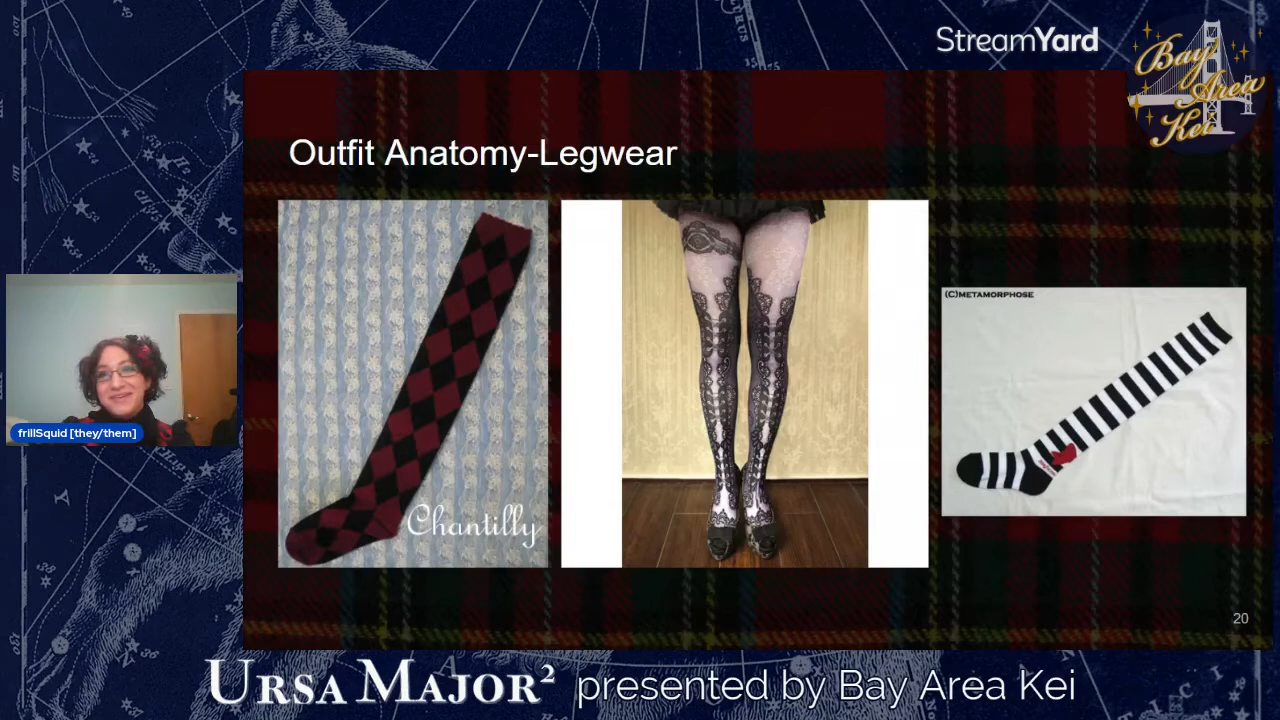 StreamYard
Bay
Area
Kei
Outfit Anatomy-Legwear
(C)METAMORPHOSE
Chantilly
frillSquid [they/them]
20
URSA MAJOR² presented by Bay Area Kei